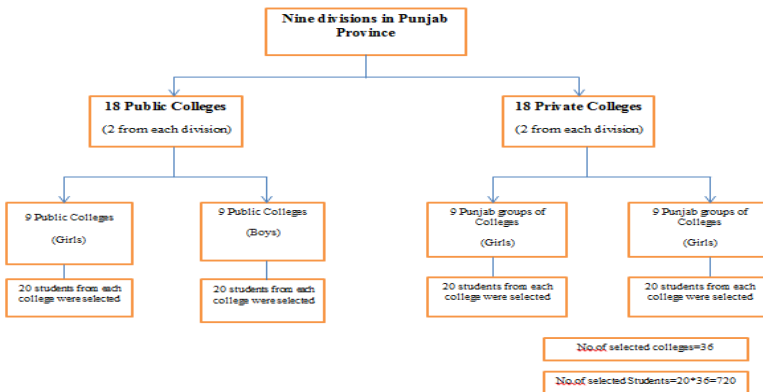 Nine divisions in Punjab
Province
18 Public Colleges
(2 from each division)
18 Private Colleges
(2 from each division)
9 Public Colleges
(Girls)
9 Public Colleges
(Boys)
9 Punjab groups of
Colleges
(Girls)
9 Punjab groups of
Colleges
(Girls)
20 students from each
college were selected
20 students from each
college were selected
20 students from each
college were selected
20 students from each
college were selected
No.of selected colleges=36
No.of selected Students=20*36=720